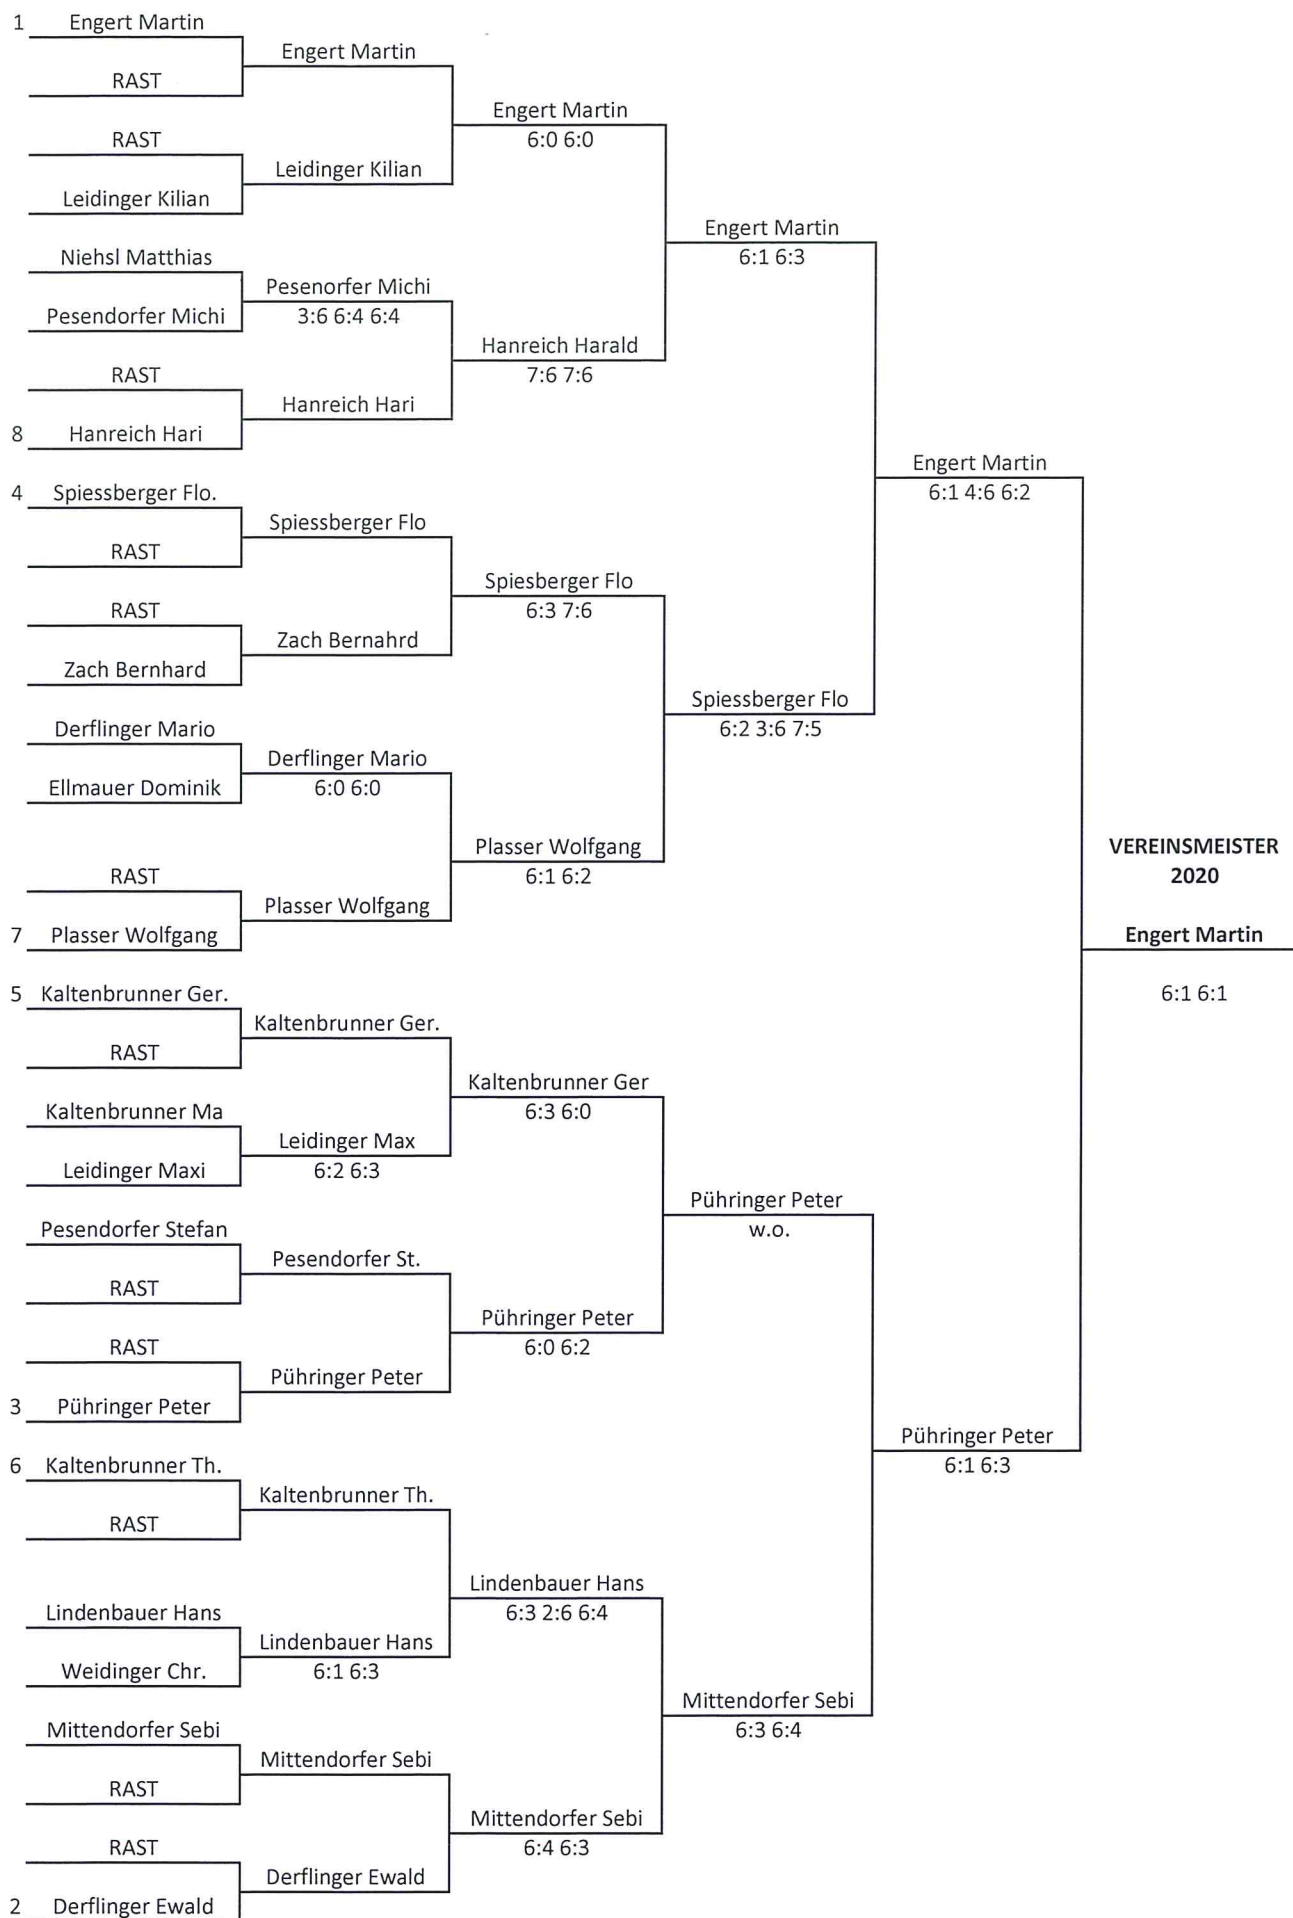 1 Engert Martin
Engert Martin
RAST
Engert Martin
6:0 6:0
RAST
Leidinger Kilian
Leidinger Kilian
Engert Martin
6:1 6:3
Niehsl Matthias
Pesenorfer Michi
Pesendorfer Michi
3:6 6:4 6:4
Hanreich Harald
7:6 7:6
RAST
Hanreich Hari
8 Hanreich Hari
Engert Martin
6:1 4:6 6:2
4 Spiessberger Flo.
Spiessberger Flo
RAST
Spiesberger Flo
6:3 7:6
RAST
Zach Bernahrd
Zach Bernhard
Spiessberger Flo
6:2 3:6 7:5
Derflinger Mario
Derflinger Mario
Ellmauer Dominik
6:0 6:0
Plasser Wolfgang
6:1 6:2
VEREINSMEISTER
2020
RAST
Plasser Wolfgang
7 Plasser Wolfgang
Engert Martin
6:1 6:1
5 Kaltenbrunner Ger.
Kaltenbrunner Ger.
RAST
Kaltenbrunner Ger
6:3 6:0
Kaltenbrunner Ma
Leidinger Max
Leidinger Maxi
6:2 6:3
Pühringer Peter
w.o.
Pesendorfer Stefan
Pesendorfer St.
RAST
Pühringer Peter
6:0 6:2
RAST
Pühringer Peter
3 Pühringer Peter
Pühringer Peter
6:1 6:3
6 Kaltenbrunner Th.
Kaltenbrunner Th.
RAST
Lindenbauer Hans
6:3 2:6 6:4
Lindenbauer Hans
Lindenbauer Hans
Weidinger Chr.
6:1 6:3
Mittendorfer Sebi
6:3 6:4
Mittendorfer Sebi
Mittendorfer Sebi
RAST
Mittendorfer Sebi
6:4 6:3
RAST
Derflinger Ewald
2 Derflinger Ewald